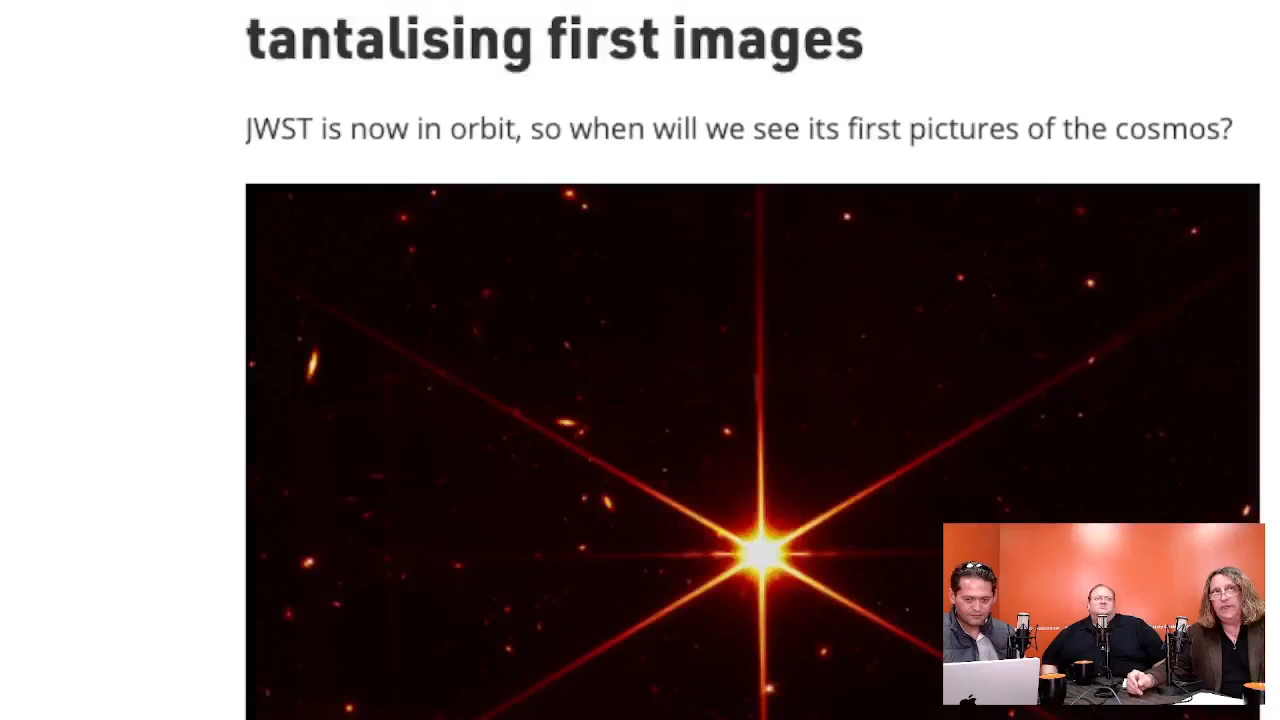 tantalising first images
JWST is now in orbit, so when will we see its first pictures of the cosmos?